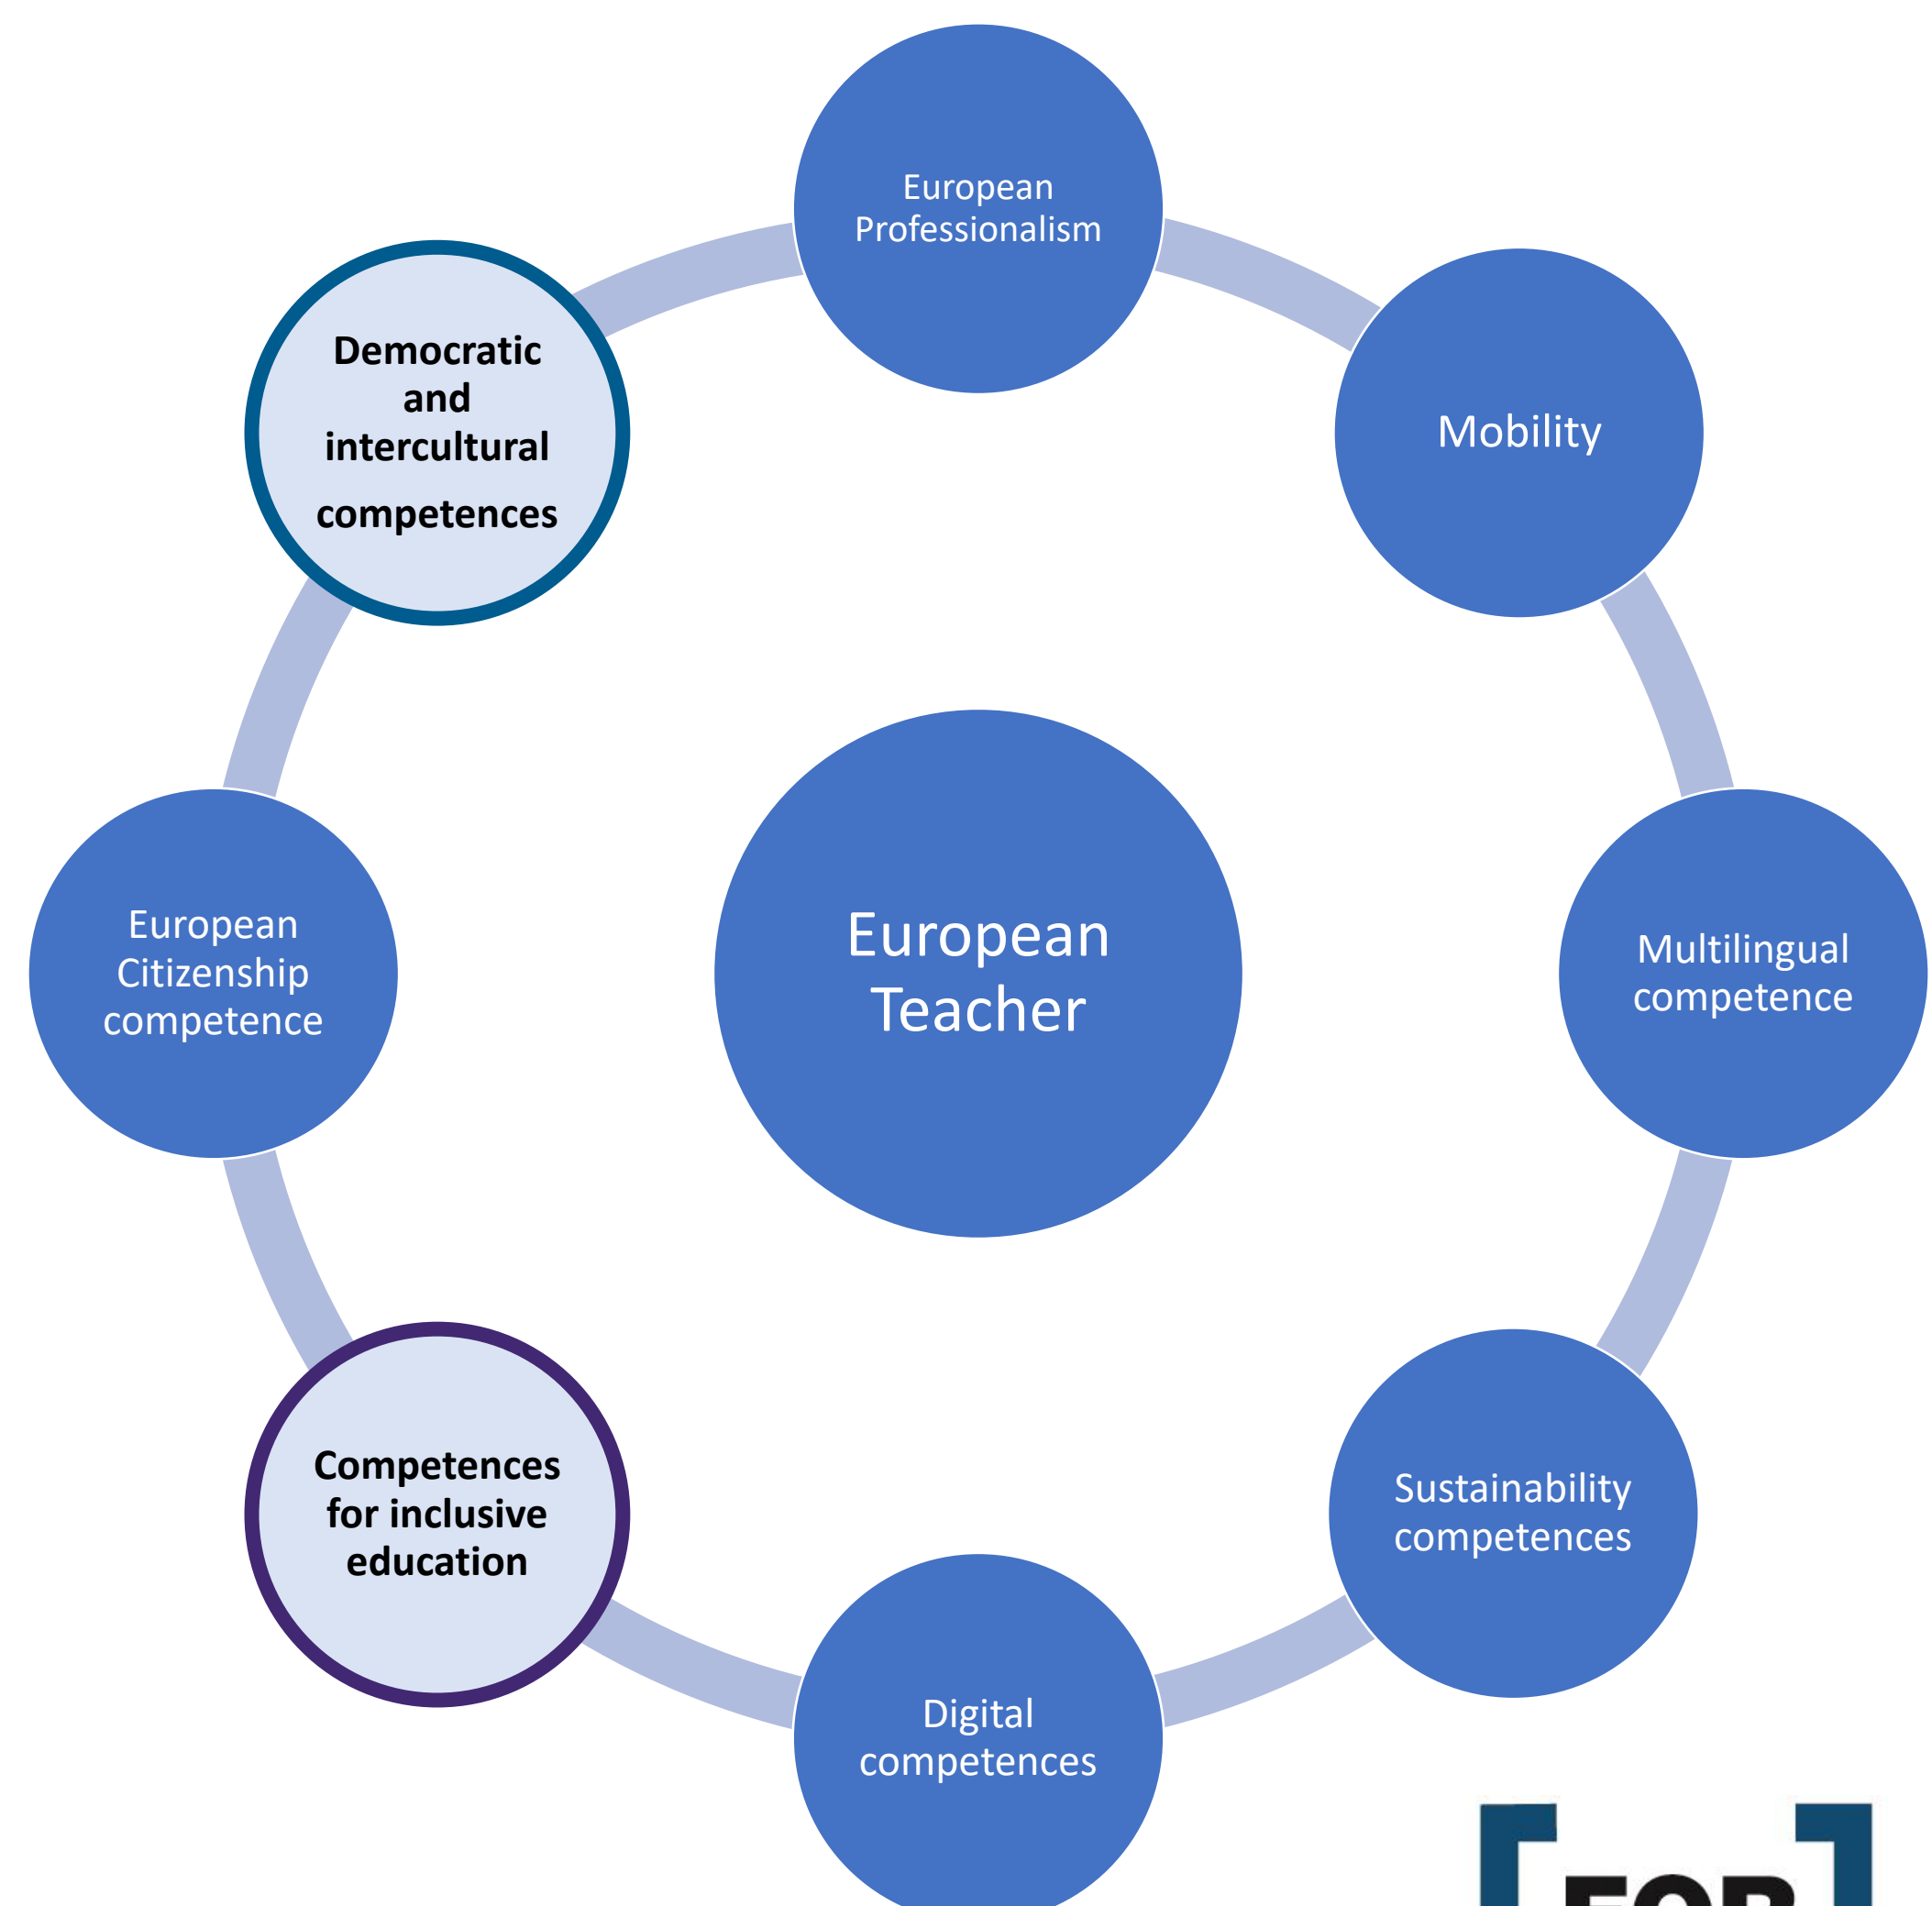 European
Professionalism
Mobility
Democratic
and
intercultural
competences
European
Teacher
European
Citizenship
competence
Multilingual
competence
Competences
for inclusive
education
Sustainability
competences
Digital
competences